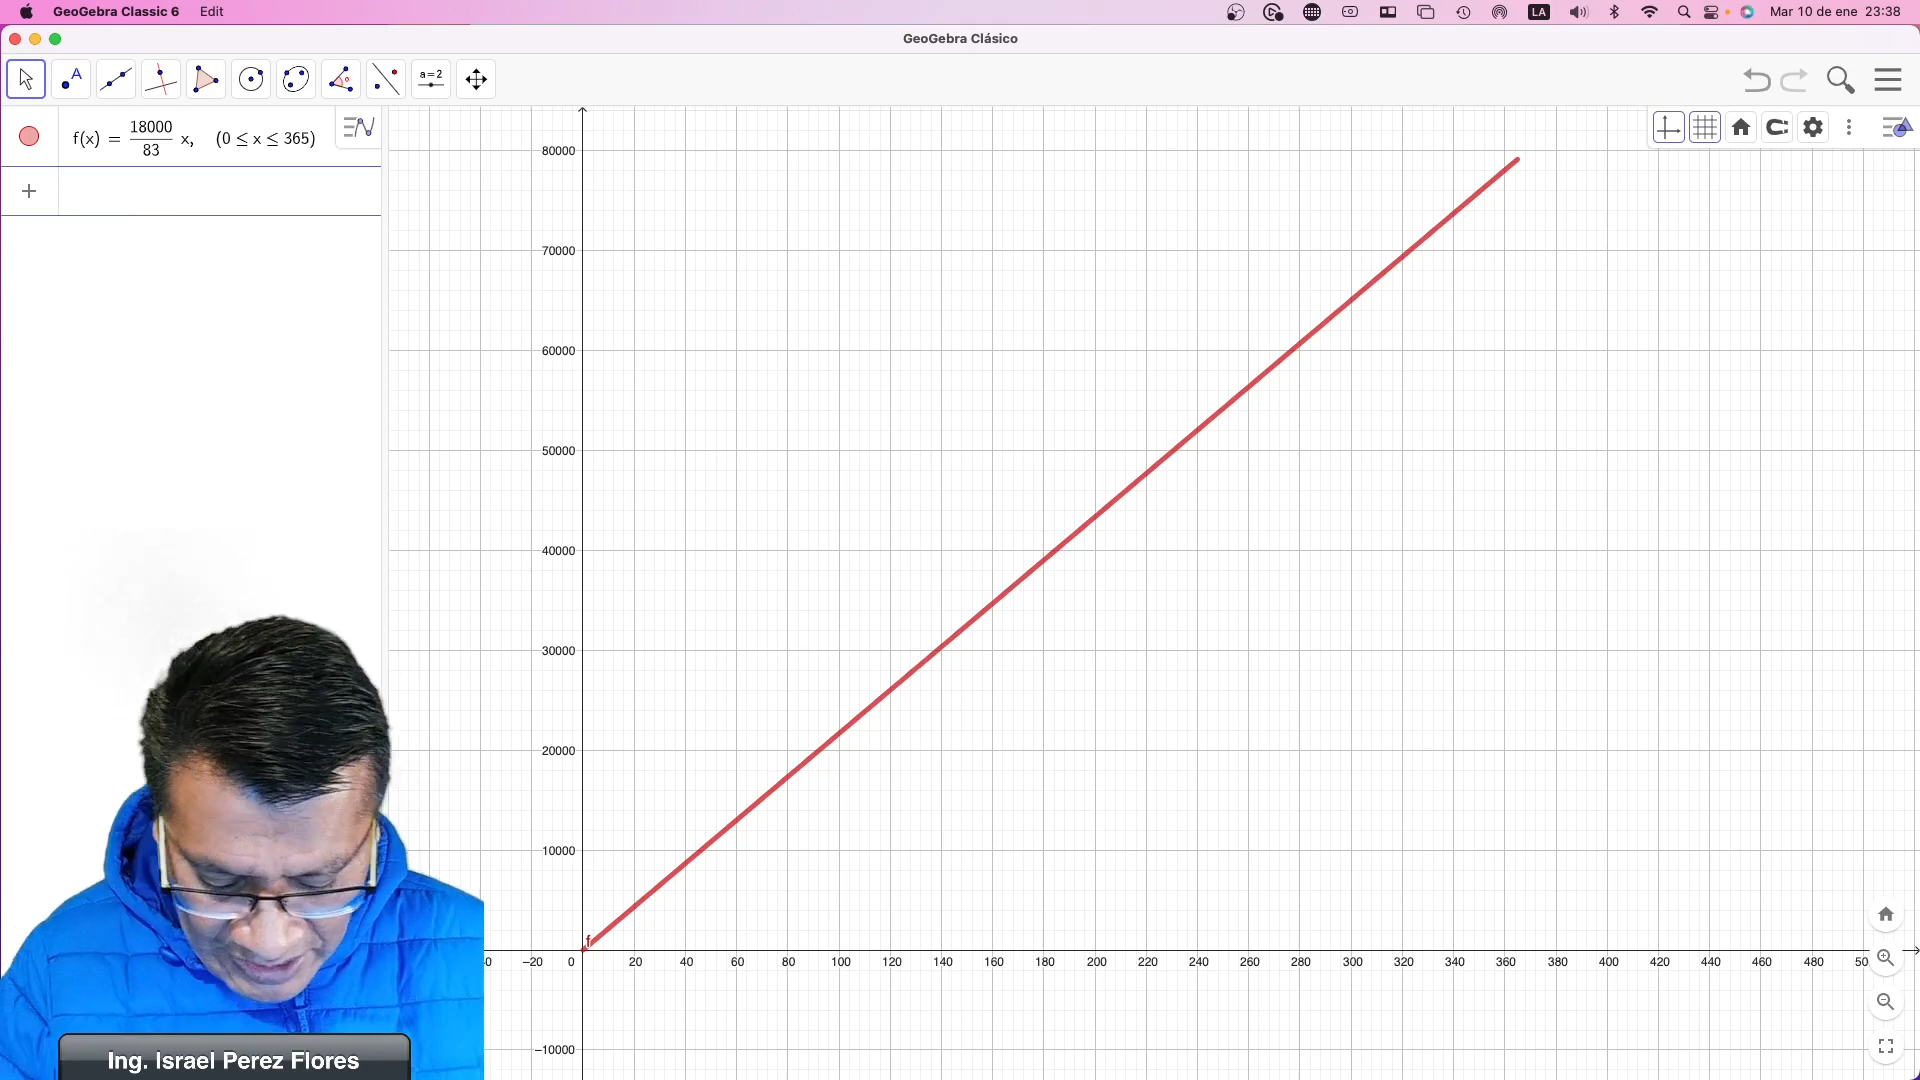 GeoGebra Classic 6 Edit LA Mar 10 de ene 23:38
GeoGebra Clásico
A a=2
f(x) = 18000/83 x, (0 ≤ x ≤ 365)
+
80000
70000
60000
50000
40000
30000
20000
10000
f
−20 0 20 40 60 80 100 120 140 160 180 200 220 240 260 280 300 320 340 360 380 400 420 440 460 480
−10000
Ing. Israel Perez Flores